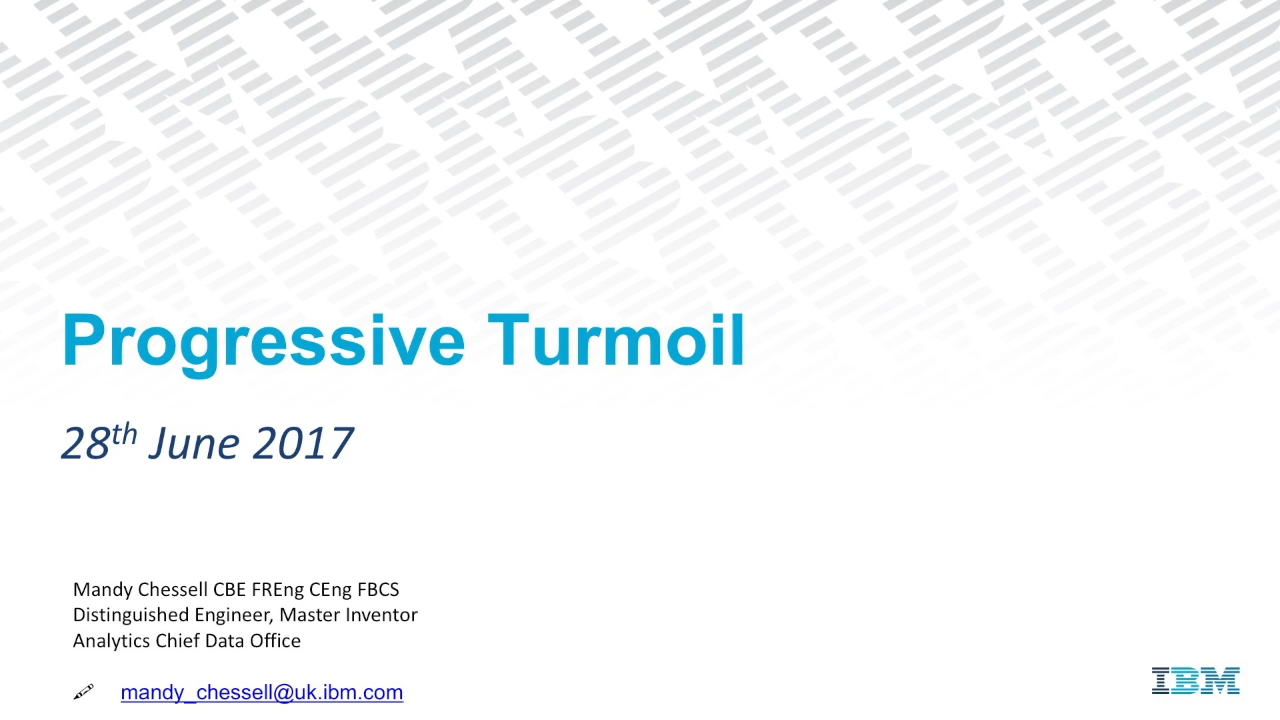 Progressive Turmoil
28th June 2017
Mandy Chessell CBE FREng CEng FBCS
Distinguished Engineer, Master Inventor
Analytics Chief Data Office
mandy_chessell@uk.ibm.com
IBM